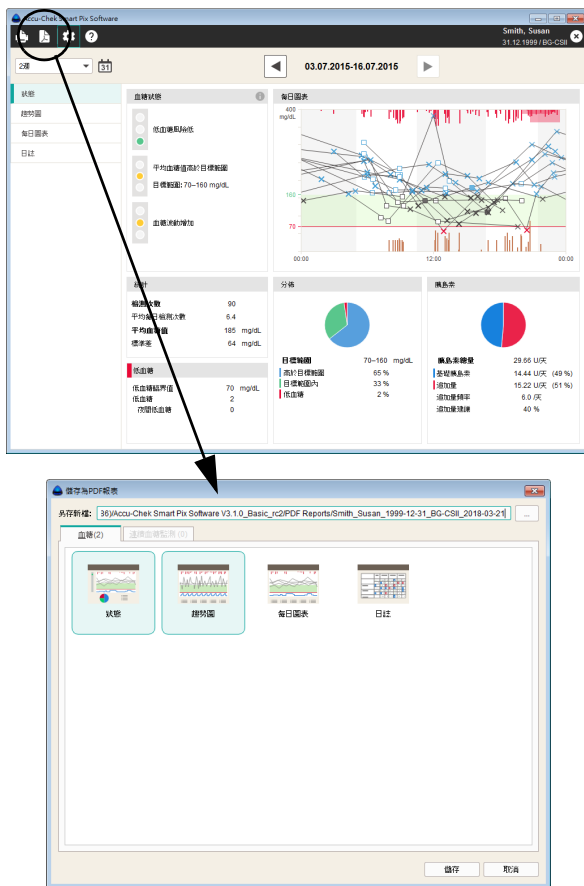 Accu-Chek Smart Pix Software
Smith, Susan
31.12.1999 / BG-CSII
2週
31
03.07.2015-16.07.2015
狀態
趨勢圖
每日圖表
日誌
血糖狀態
低血糖風險低
平均血糖值高於目標範圍
目標範圍: 70–160 mg/dL
血糖波動增加
每日圖表
400
mg/dL
160
70
00:00
12:00
00:00
統計
檢測次數 90
平均每日檢測次數 6.4
平均血糖值 185 mg/dL
標準差 64 mg/dL
低血糖
低血糖臨界值 70 mg/dL
低血糖 2
夜間低血糖 0
分佈
目標範圍 70–160 mg/dL
高於目標範圍 65 %
目標範圍內 33 %
低血糖 2 %
胰島素
胰島素總量 29.66 U/天
基礎胰島素 14.44 U/天 (49 %)
追加量 15.22 U/天 (51 %)
追加量頻率 6.0 /天
追加量建議 40 %
儲存為PDF報表
另存新檔: 36)/Accu-Chek Smart Pix Software V3.1.0_Basic_rc2/PDF Reports/Smith_Susan_1999-12-31_BG-CSII_2018-03-21 ...
血糖(2)
連續血糖監測 (0)
狀態
趨勢圖
每日圖表
日誌
儲存
取消